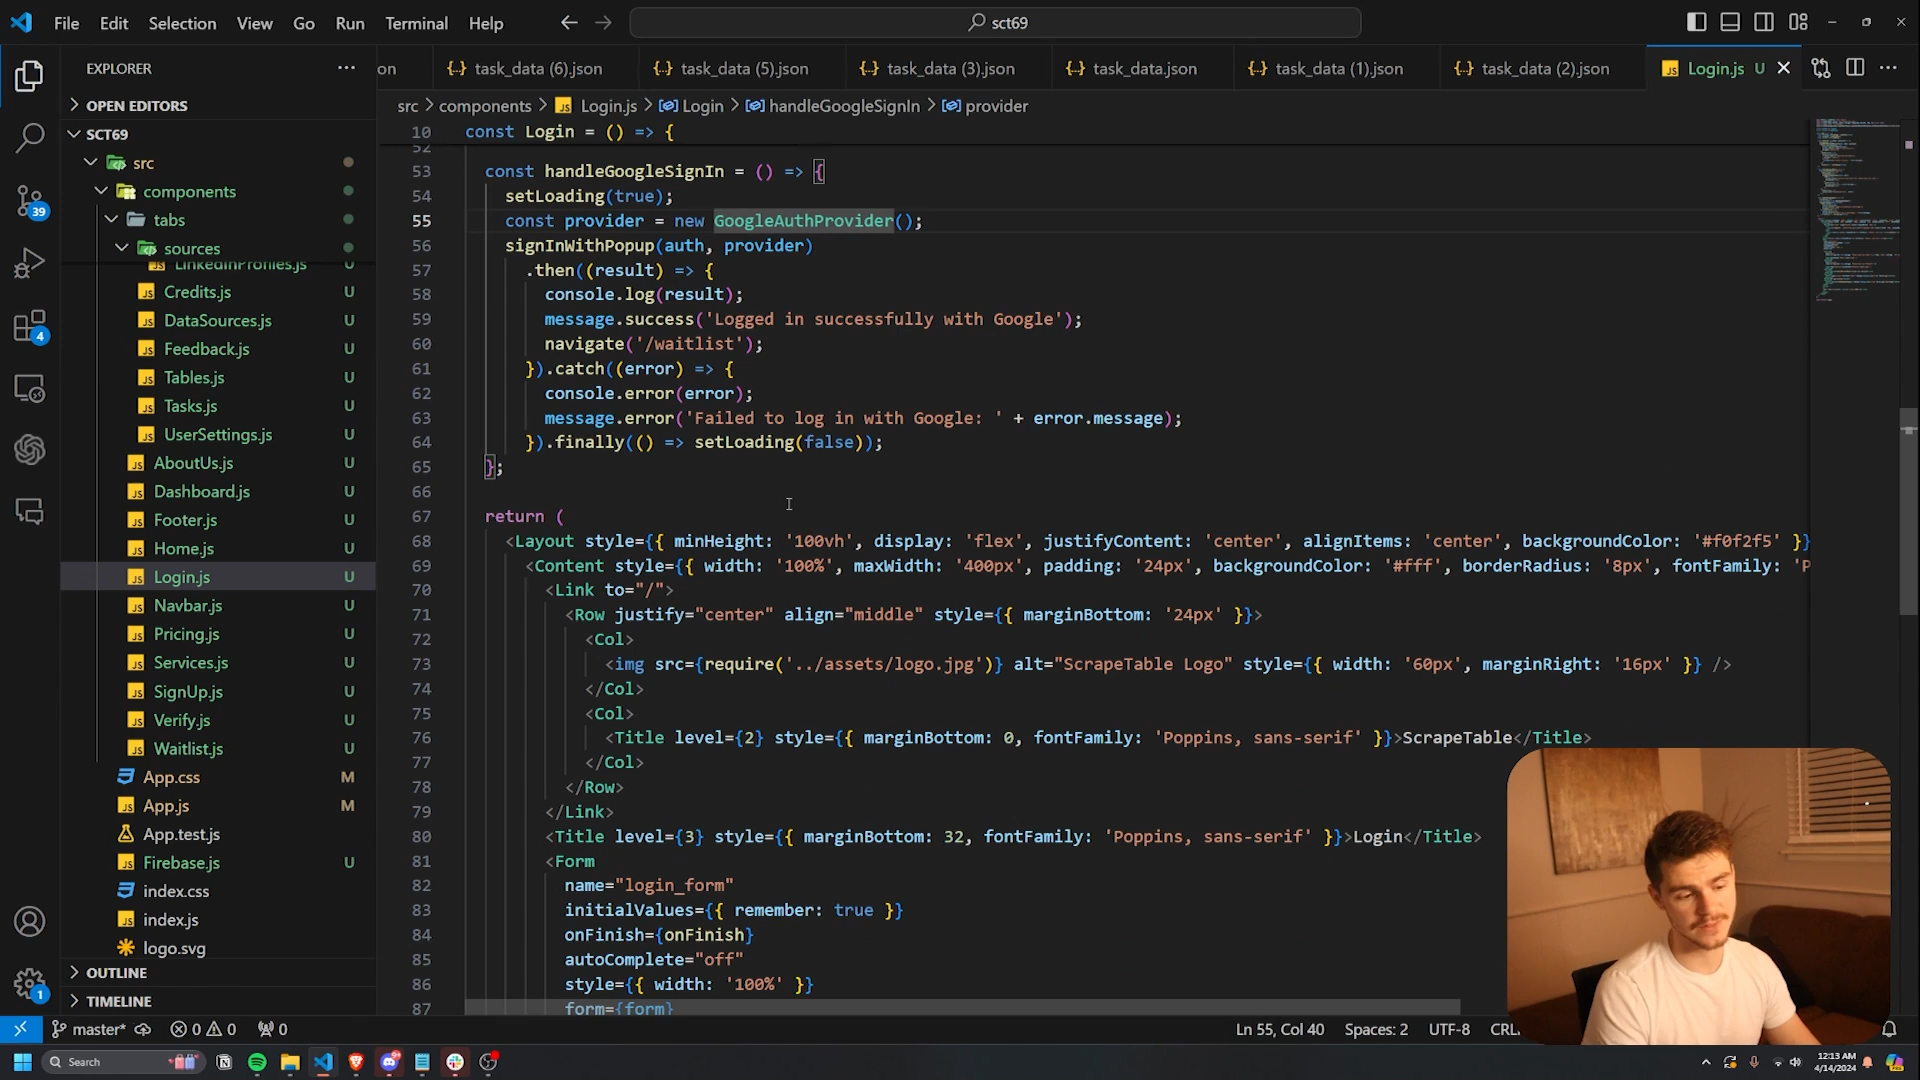 File Edit Selection View Go Run Terminal Help
sct69
EXPLORER
OPEN EDITORS
SCT69
src
components
tabs
sources
LinkedInProfiles.js U
Credits.js U
DataSources.js U
Feedback.js U
Tables.js U
Tasks.js U
UserSettings.js U
AboutUs.js U
Dashboard.js U
Footer.js U
Home.js U
Login.js U
Navbar.js U
Pricing.js U
Services.js U
SignUp.js U
Verify.js U
Waitlist.js U
App.css M
App.js M
App.test.js
Firebase.js U
index.css
index.js
logo.svg
OUTLINE
TIMELINE
39
4
1
on task_data (6).json task_data (5).json task_data (3).json task_data.json task_data (1).json task_data (2).json Login.js U
src > components > Login.js > Login > handleGoogleSignIn > provider
10 const Login = () => {
52
53 const handleGoogleSignIn = () => {
54 setLoading(true);
55 const provider = new GoogleAuthProvider();
56 signInWithPopup(auth, provider)
57 .then((result) => {
58 console.log(result);
59 message.success('Logged in successfully with Google');
60 navigate('/waitlist');
61 }).catch((error) => {
62 console.error(error);
63 message.error('Failed to log in with Google: ' + error.message);
64 }).finally(() => setLoading(false));
65 };
66
67 return (
68 <Layout style={{ minHeight: '100vh', display: 'flex', justifyContent: 'center', alignItems: 'center', backgroundColor: '#f0f2f5' }}
69 <Content style={{ width: '100%', maxWidth: '400px', padding: '24px', backgroundColor: '#fff', borderRadius: '8px', fontFamily: 'P
70 <Link to="/">
71 <Row justify="center" align="middle" style={{ marginBottom: '24px' }}>
72 <Col>
73 <img src={require('../assets/logo.jpg')} alt="ScrapeTable Logo" style={{ width: '60px', marginRight: '16px' }} />
74 </Col>
75 <Col>
76 <Title level={2} style={{ marginBottom: 0, fontFamily: 'Poppins, sans-serif' }}>ScrapeTable</Title>
77 </Col>
78 </Row>
79 </Link>
80 <Title level={3} style={{ marginBottom: 32, fontFamily: 'Poppins, sans-serif' }}>Login</Title>
81 <Form
82 name="login_form"
83 initialValues={{ remember: true }}
84 onFinish={onFinish}
85 autoComplete="off"
86 style={{ width: '100%' }}
87 form={form}
master* 0 0 0
Ln 55, Col 40 Spaces: 2 UTF-8 CRL
Search
12:13 AM
4/14/2024